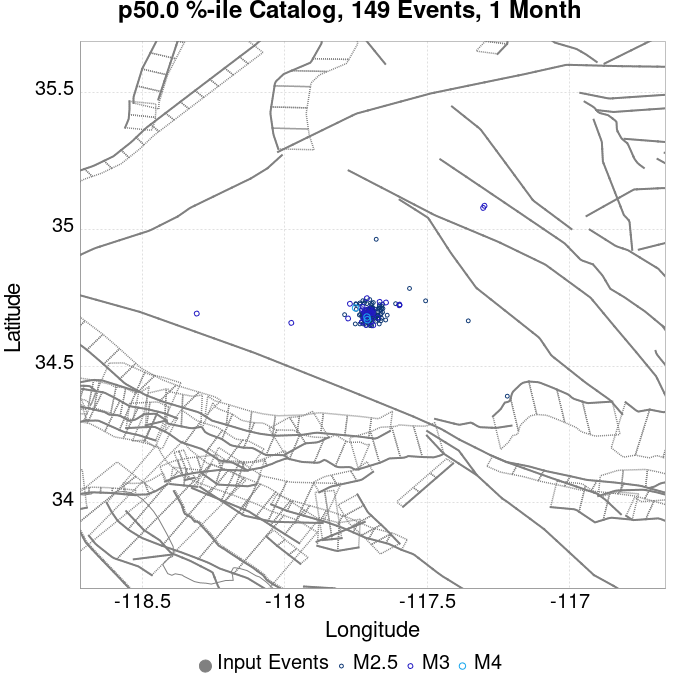 p50.0 %-ile Catalog, 149 Events, 1 Month
35.5
35
34.5
34
Latitude
-118.5
-118
-117.5
-117
Longitude
Input Events
M2.5
M3
M4